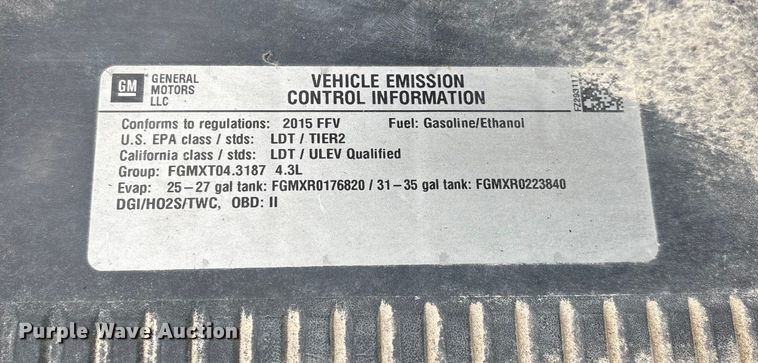 GM
GENERAL
MOTORS
LLC
VEHICLE EMISSION
CONTROL INFORMATION
FZ293117
Conforms to regulations: 2015 FFV Fuel: Gasoline/Ethanol
U.S. EPA class / stds: LDT / TIER2
California class / stds: LDT / ULEV Qualified
Group: FGMXT04.3187 4.3L
Evap: 25-27 gal tank: FGMXR0176820 / 31-35 gal tank: FGMXR0223840
DGI/HO2S/TWC, OBD: II
Purple Wave Auction